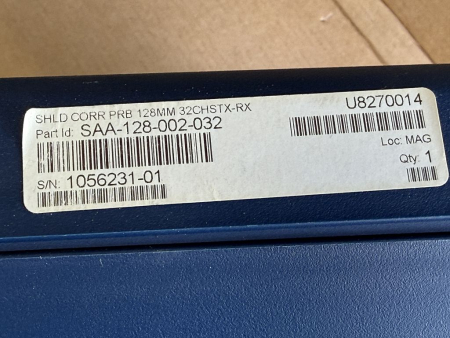 SHLD CORR PRB 128MM 32CHSTX-RX
U8270014
Part Id: SAA-128-002-032
Loc: MAG
Qty: 1
S/N: 1056231-01